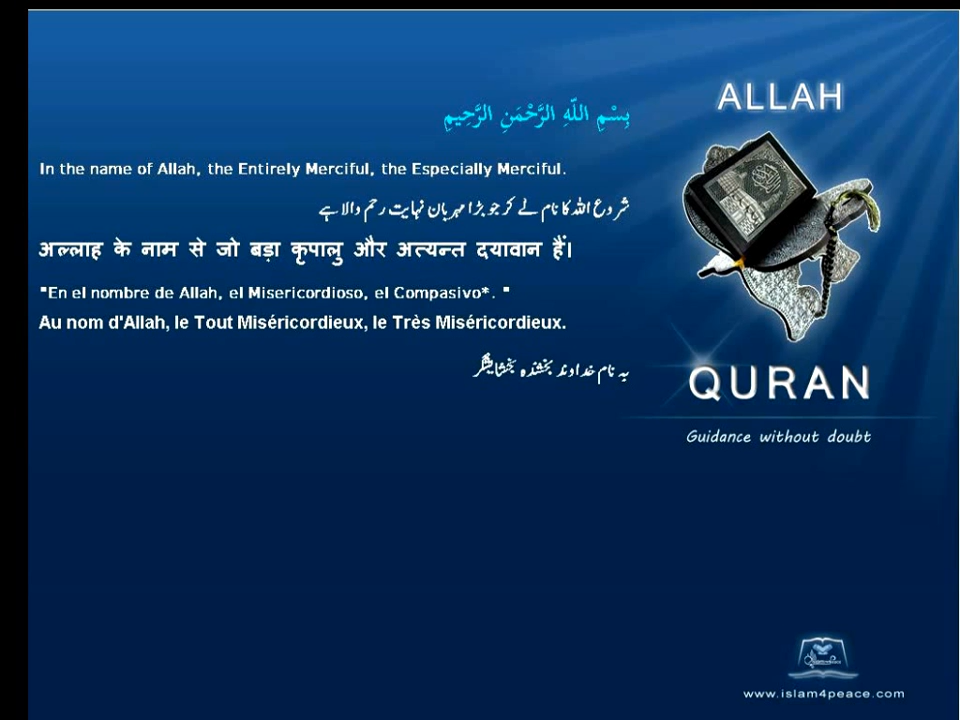 بِسْمِ اللّهِ الرَّحْمَنِ الرَّحِيمِ
In the name of Allah, the Entirely Merciful, the Especially Merciful.
شروع اللہ کا نام لے کر جو بڑا مہربان نہایت رحم والا ہے
अल्लाह के नाम से जो बड़ा कृपालु और अत्यन्त दयावान हैं।
"En el nombre de Allah, el Misericordioso, el Compasivo*. "
Au nom d'Allah, le Tout Miséricordieux, le Très Miséricordieux.
به نام خداوند بخشنده بخشایشگر
ALLAH
QURAN
Guidance without doubt
www.islam4peace.com